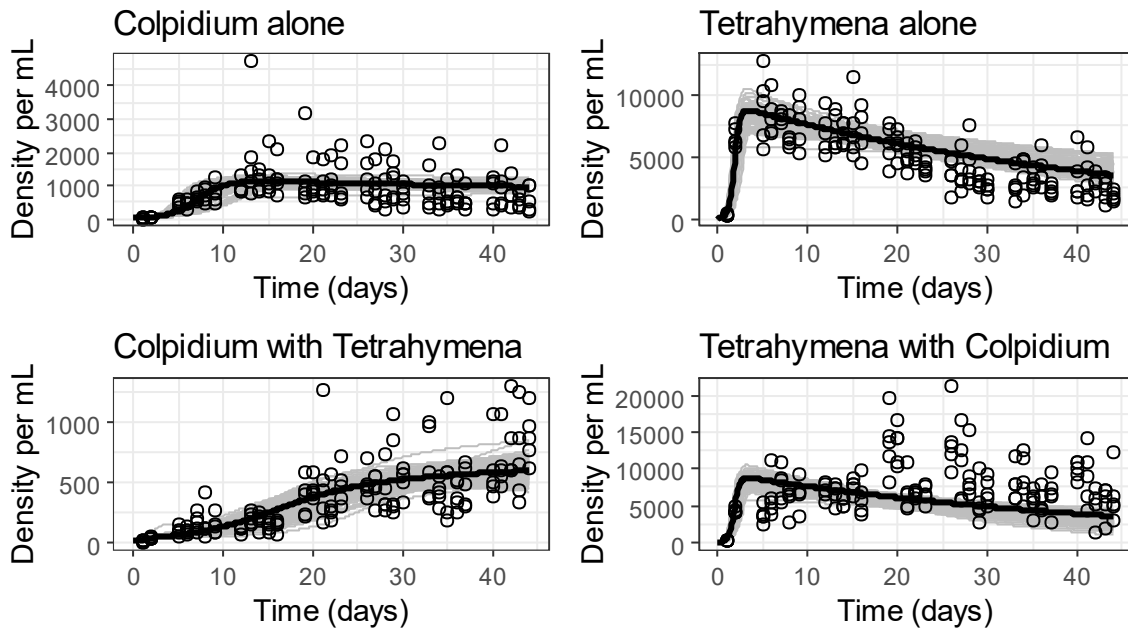 Colpidium alone
Density per mL
4000
3000
2000
1000
0
0 10 20 30 40
Time (days)
Tetrahymena alone
Density per mL
10000
5000
0
0 10 20 30 40
Time (days)
Colpidium with Tetrahymena
Density per mL
1000
500
0
0 10 20 30 40
Time (days)
Tetrahymena with Colpidium
Density per mL
20000
15000
10000
5000
0
0 10 20 30 40
Time (days)